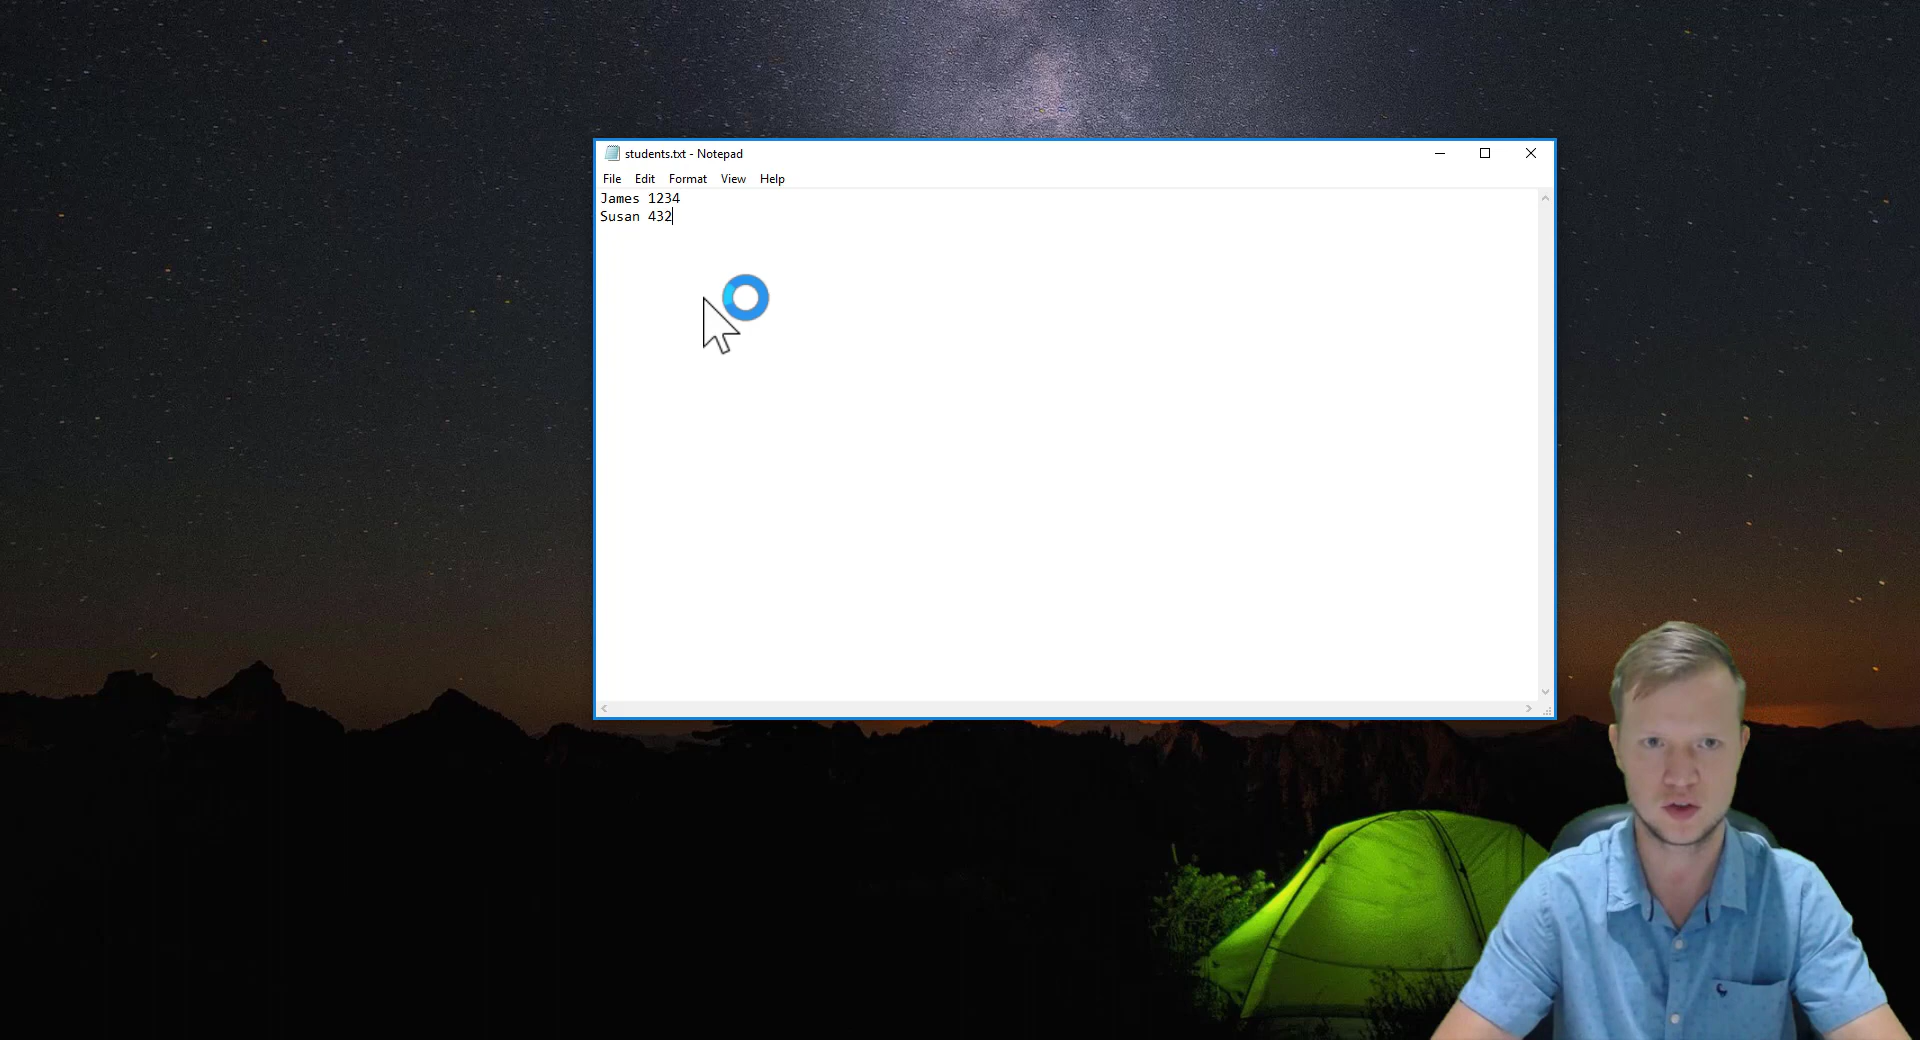 students.txt - Notepad
File Edit Format View Help
James 1234
Susan 432